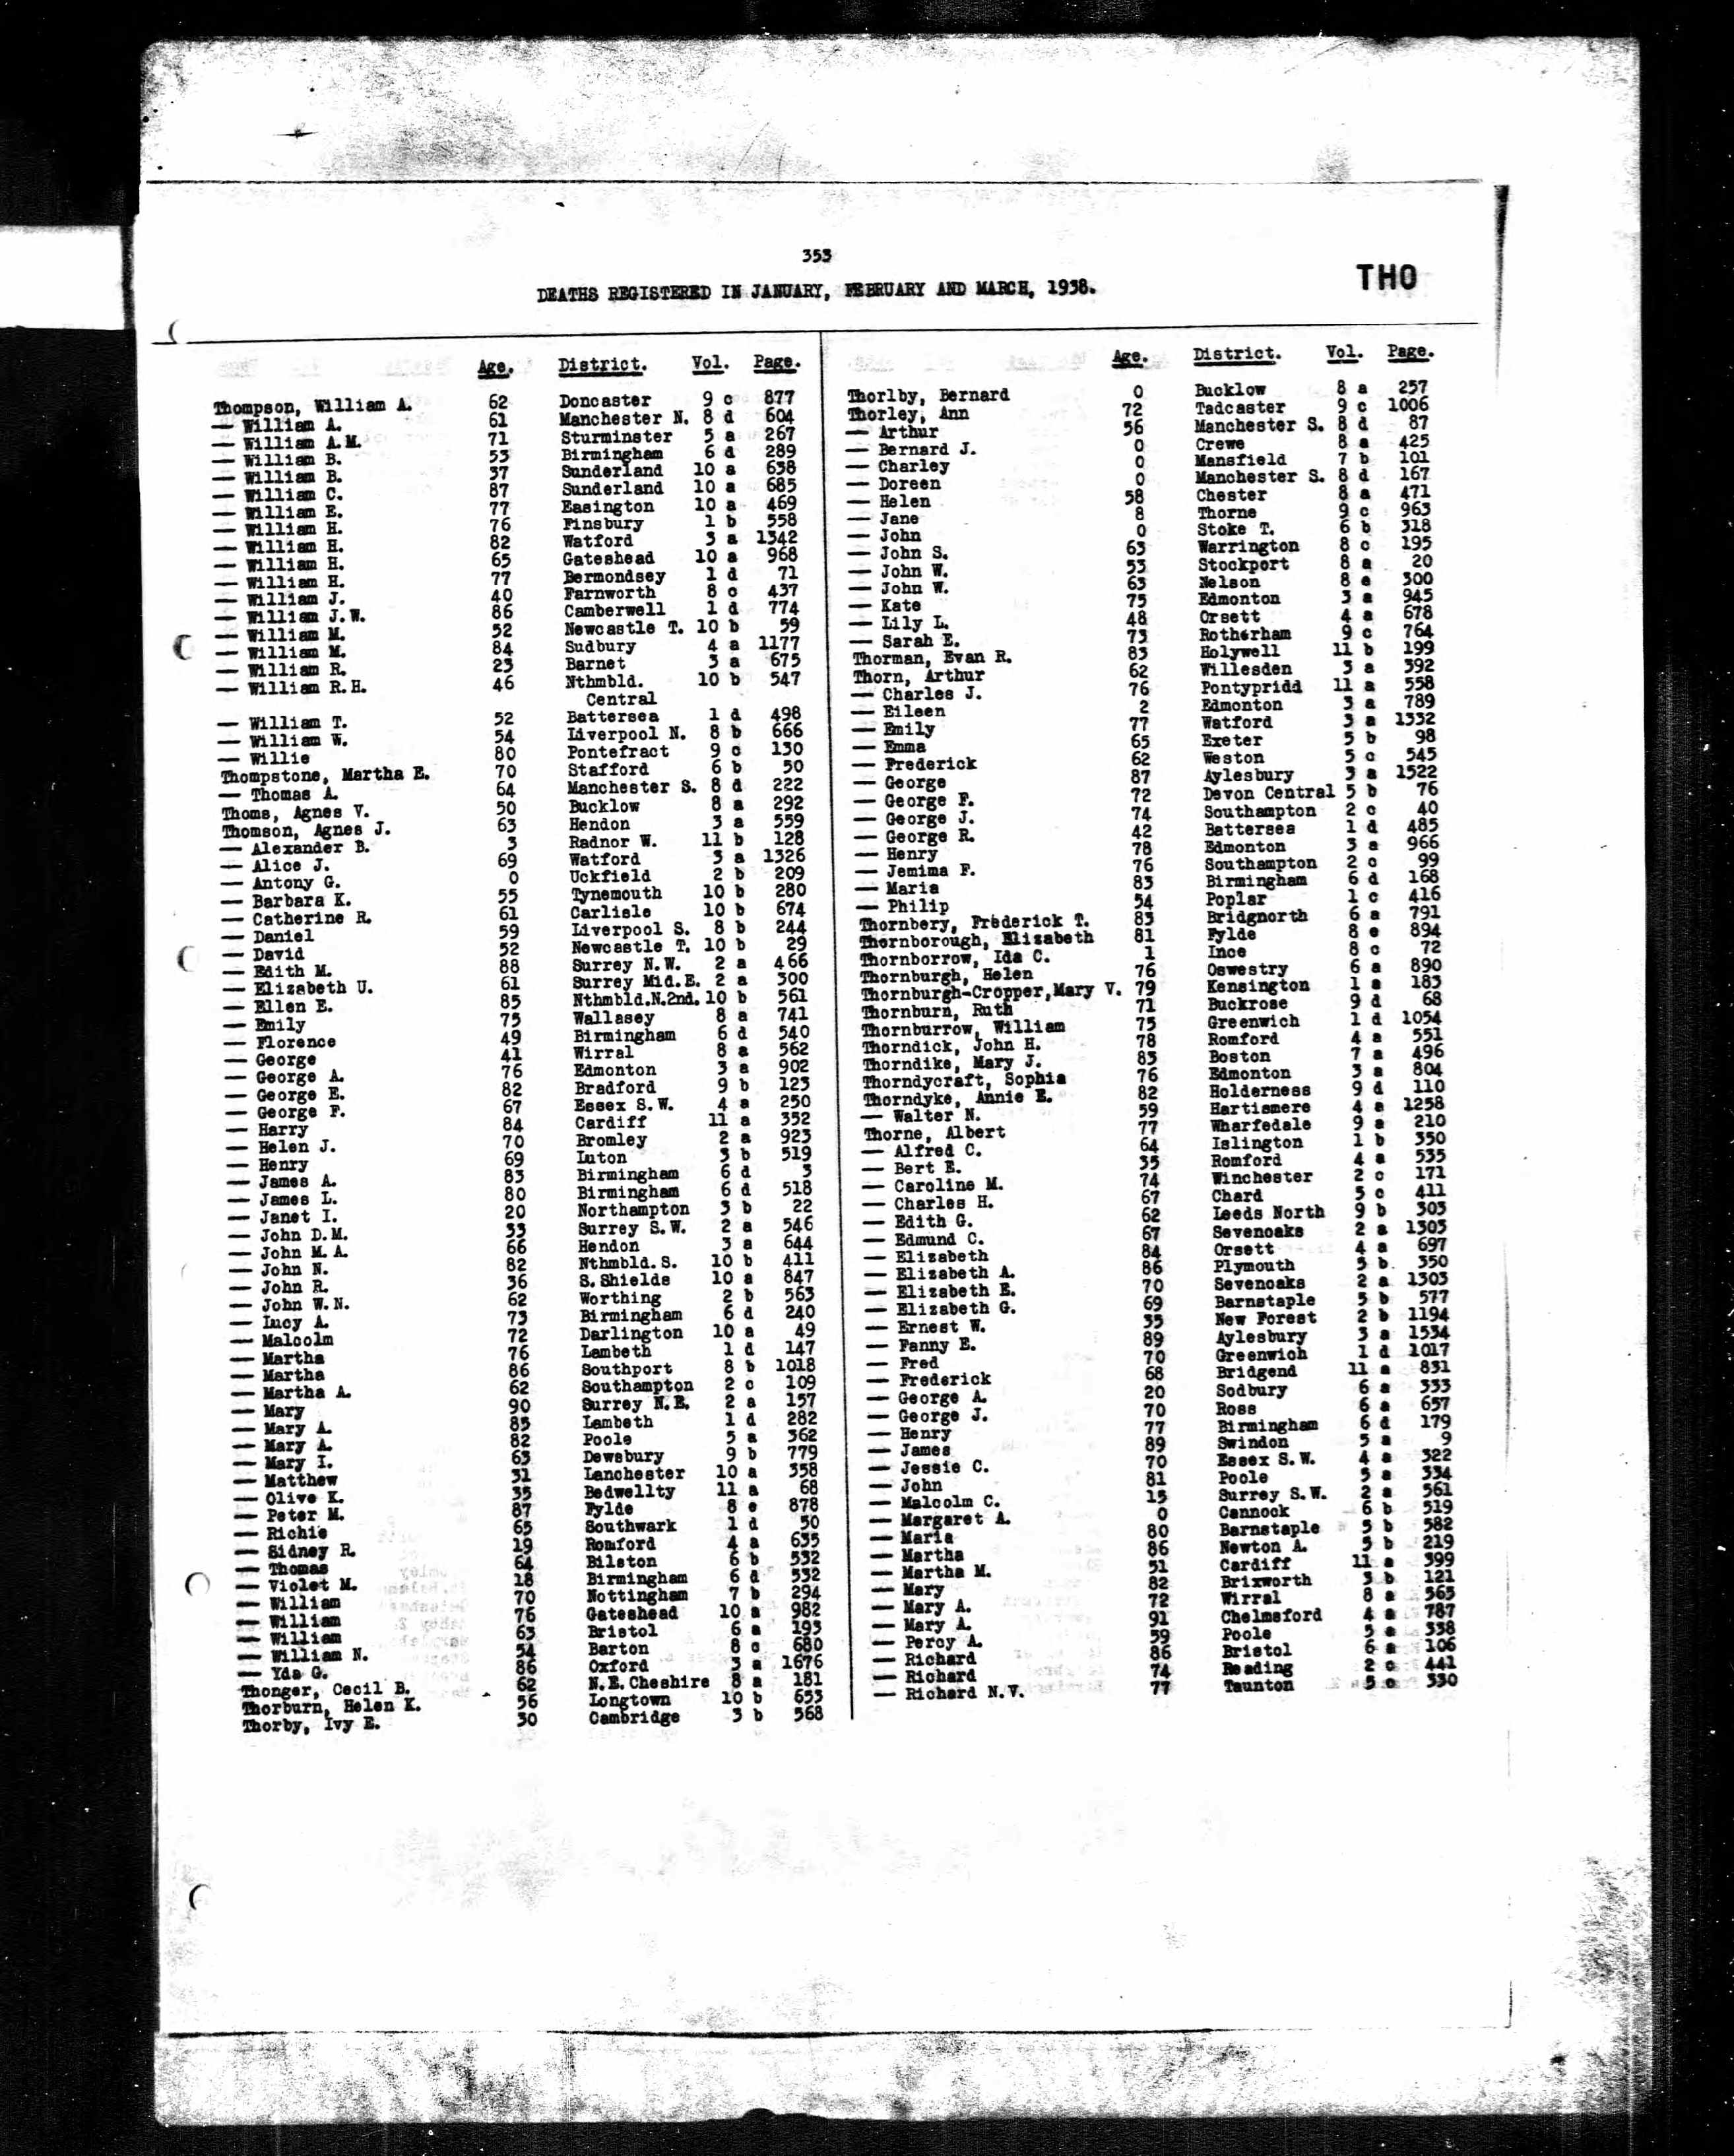 353
DEATHS REGISTERED IN JANUARY, FEBRUARY AND MARCH, 1938.
THO
Age. District. Vol. Page.
Thompson, William A. 62 Doncaster 9 c 877
— William A. 61 Manchester N. 8 d 604
— William A.M. 71 Sturminster 5 a 267
— William B. 53 Birmingham 6 d 289
— William B. 37 Sunderland 10 a 638
— William C. 87 Sunderland 10 a 685
— William E. 77 Easington 10 a 469
— William H. 76 Finsbury 1 b 558
— William H. 82 Watford 3 a 1342
— William H. 65 Gateshead 10 a 968
— William H. 77 Bermondsey 1 d 71
— William J. 40 Farnworth 8 c 437
— William J.W. 86 Camberwell 1 d 774
— William M. 52 Newcastle T. 10 b 59
— William M. 84 Sudbury 4 a 1177
— William R. 23 Barnet 3 a 675
— William R.H. 46 Nthmbld. 10 b 547
Central
— William T. 52 Battersea 1 d 498
— William W. 54 Liverpool N. 8 b 666
— Willie 80 Pontefract 9 c 130
Thompstone, Martha E. 70 Stafford 6 b 50
— Thomas A. 64 Manchester S. 8 d 222
Thoms, Agnes V. 50 Bucklow 8 a 292
Thomson, Agnes J. 63 Hendon 3 a 559
— Alexander B. 3 Radnor W. 11 b 128
— Alice J. 69 Watford 3 a 1326
— Antony G. 0 Uckfield 2 b 209
— Barbara K. 55 Tynemouth 10 b 280
— Catherine R. 61 Carlisle 10 b 674
— Daniel 59 Liverpool S. 8 b 244
— David 52 Newcastle T. 10 b 29
— Edith M. 88 Surrey N.W. 2 a 466
— Elizabeth U. 61 Surrey Mid.E. 2 a 300
— Ellen E. 85 Nthmbld.N.2nd. 10 b 561
— Emily 75 Wallasey 8 a 741
— Florence 49 Birmingham 6 d 540
— George 41 Wirral 8 a 562
— George A. 76 Edmonton 3 a 902
— George E. 82 Bradford 9 b 123
— George F. 67 Essex S.W. 4 a 250
— Harry 84 Cardiff 11 a 352
— Helen J. 70 Bromley 2 a 923
— Henry 69 Luton 3 b 519
— James A. 83 Birmingham 6 d 3
— James L. 80 Birmingham 6 d 518
— Janet I. 20 Northampton 3 b 22
— John D.M. 33 Surrey S.W. 2 a 546
— John M.A. 66 Hendon 3 a 644
— John N. 82 Nthmbld.S. 10 b 411
— John R. 36 S.Shields 10 a 847
— John W.N. 62 Worthing 2 b 563
— Lucy A. 73 Birmingham 6 d 240
— Malcolm 72 Darlington 10 a 49
— Martha 76 Lambeth 1 d 147
— Martha 86 Southport 8 b 1018
— Martha A. 62 Southampton 2 c 109
— Mary 90 Surrey N.E. 2 a 157
— Mary A. 85 Lambeth 1 d 282
— Mary A. 82 Poole 5 a 362
— Mary I. 63 Dewsbury 9 b 779
— Matthew 31 Lanchester 10 a 358
— Olive K. 35 Bedwellty 11 a 68
— Peter M. 87 Fylde 8 e 878
— Richie 65 Southwark 1 d 50
— Sidney R. 19 Romford 4 a 635
— Thomas 64 Bilston 6 b 532
— Violet M. 18 Birmingham 6 d 532
— William 70 Nottingham 7 b 294
— William 76 Gateshead 10 a 982
— William 63 Bristol 6 a 193
— William N. 54 Barton 8 c 680
— Yda G. 86 Oxford 3 a 1676
Thonger, Cecil B. 62 N.E.Cheshire 8 a 181
Thorburn, Helen K. 56 Longtown 10 b 653
Thorby, Ivy E. 30 Cambridge 3 b 568
Age. District. Vol. Page.
Thorlby, Bernard 0 Bucklow 8 a 257
Thorley, Ann 72 Tadcaster 9 c 1006
— Arthur 56 Manchester S. 8 d 87
— Bernard J. 0 Crewe 8 a 425
— Charley 0 Mansfield 7 b 101
— Doreen 0 Manchester S. 8 d 167
— Helen 58 Chester 8 a 471
— Jane 8 Thorne 9 c 963
— John 0 Stoke T. 6 b 318
— John S. 63 Warrington 8 c 195
— John W. 53 Stockport 8 a 20
— John W. 63 Nelson 8 e 300
— Kate 75 Edmonton 3 a 945
— Lily L. 48 Orsett 4 a 678
— Sarah E. 73 Rotherham 9 c 764
Thorman, Evan R. 83 Holywell 11 b 199
Thorn, Arthur 62 Willesden 3 a 392
— Charles J. 76 Pontypridd 11 a 558
— Eileen 2 Edmonton 3 a 789
— Emily 77 Watford 3 a 1332
— Emma 65 Exeter 5 b 98
— Frederick 62 Weston 5 c 545
— George 87 Aylesbury 3 a 1522
— George F. 72 Devon Central 5 b 76
— George J. 74 Southampton 2 c 40
— George R. 42 Battersea 1 d 485
— Henry 78 Edmonton 3 a 966
— Jemima F. 76 Southampton 2 c 99
— Maria 83 Birmingham 6 d 168
— Philip 54 Poplar 1 c 416
Thornbery, Frederick T. 83 Bridgnorth 6 a 791
Thornborough, Elizabeth 81 Fylde 8 e 894
Thornborrow, Ida C. 1 Ince 8 c 72
Thornburgh, Helen 76 Oswestry 6 a 890
Thornburgh-Cropper,Mary V. 79 Kensington 1 a 183
Thornburn, Ruth 71 Buckrose 9 d 68
Thornburrow, William 75 Greenwich 1 d 1054
Thorndick, John H. 78 Romford 4 a 551
Thorndike, Mary J. 83 Boston 7 a 496
Thorndycraft, Sophia 76 Edmonton 3 a 804
Thorndyke, Annie E. 82 Holderness 9 d 110
— Walter N. 59 Hartismere 4 a 1258
Thorne, Albert 77 Wharfedale 9 a 210
— Alfred C. 64 Islington 1 b 350
— Bert E. 35 Romford 4 a 535
— Caroline M. 74 Winchester 2 c 171
— Charles H. 67 Chard 5 c 411
— Edith G. 62 Leeds North 9 b 303
— Edmund C. 67 Sevenoaks 2 a 1303
— Elizabeth 84 Orsett 4 a 697
— Elizabeth A. 86 Plymouth 5 b 350
— Elizabeth E. 70 Sevenoaks 2 a 1303
— Elizabeth G. 69 Barnstaple 5 b 577
— Ernest W. 35 New Forest 2 b 1194
— Fanny E. 89 Aylesbury 3 a 1534
— Fred 70 Greenwich 1 d 1017
— Frederick 68 Bridgend 11 a 831
— George A. 20 Sodbury 6 a 333
— George J. 70 Ross 6 a 657
— Henry 77 Birmingham 6 d 179
— James 89 Swindon 5 a 9
— Jessie C. 70 Essex S.W. 4 a 322
— John 81 Poole 5 a 334
— Malcolm C. 15 Surrey S.W. 2 a 561
— Margaret A. 0 Cannock 6 b 519
— Maria 80 Barnstaple 5 b 582
— Martha 86 Newton A. 5 b 219
— Martha M. 51 Cardiff 11 a 399
— Mary 82 Brixworth 3 b 121
— Mary A. 72 Wirral 8 a 565
— Mary A. 91 Chelmsford 4 a 787
— Percy A. 59 Poole 5 a 338
— Richard 86 Bristol 6 a 106
— Richard 74 Reading 2 c 441
— Richard N.V. 77 Taunton 5 c 330